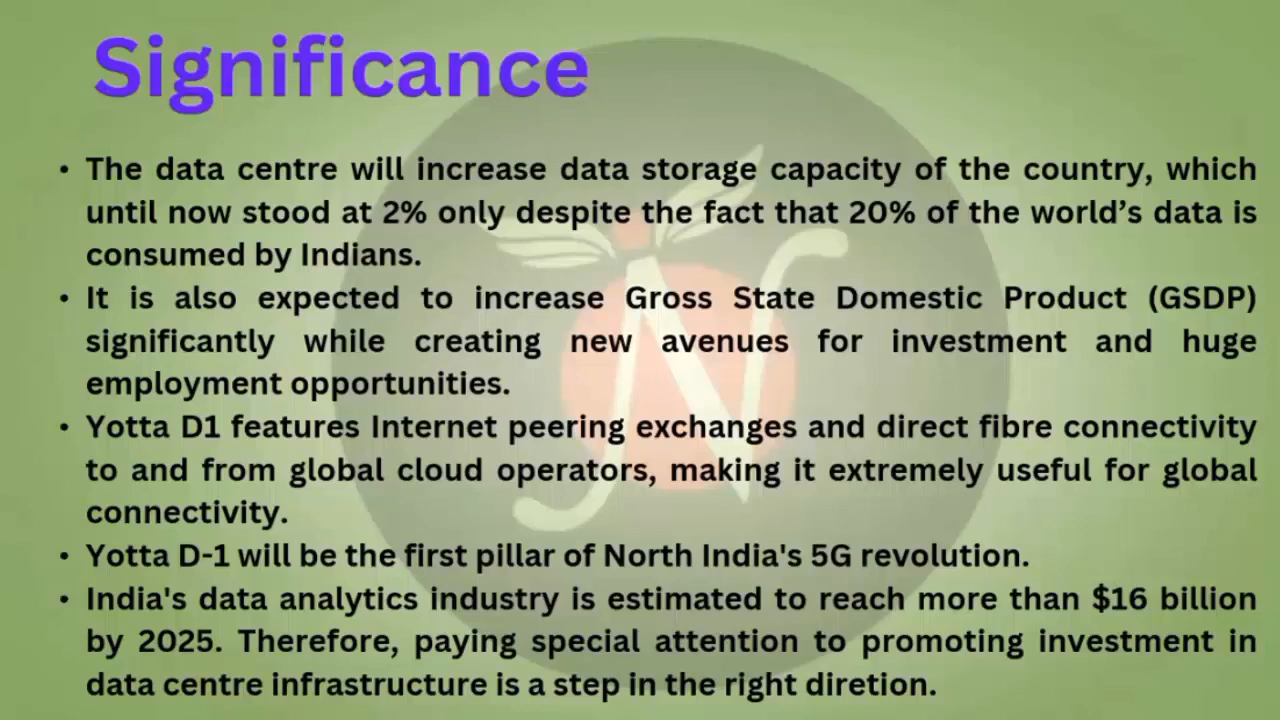 Significance
• The data centre will increase data storage capacity of the country, which
until now stood at 2% only despite the fact that 20% of the world’s data is
consumed by Indians.
• It is also expected to increase Gross State Domestic Product (GSDP)
significantly while creating new avenues for investment and huge
employment opportunities.
• Yotta D1 features Internet peering exchanges and direct fibre connectivity
to and from global cloud operators, making it extremely useful for global
connectivity.
• Yotta D-1 will be the first pillar of North India's 5G revolution.
• India's data analytics industry is estimated to reach more than $16 billion
by 2025. Therefore, paying special attention to promoting investment in
data centre infrastructure is a step in the right diretion.
N